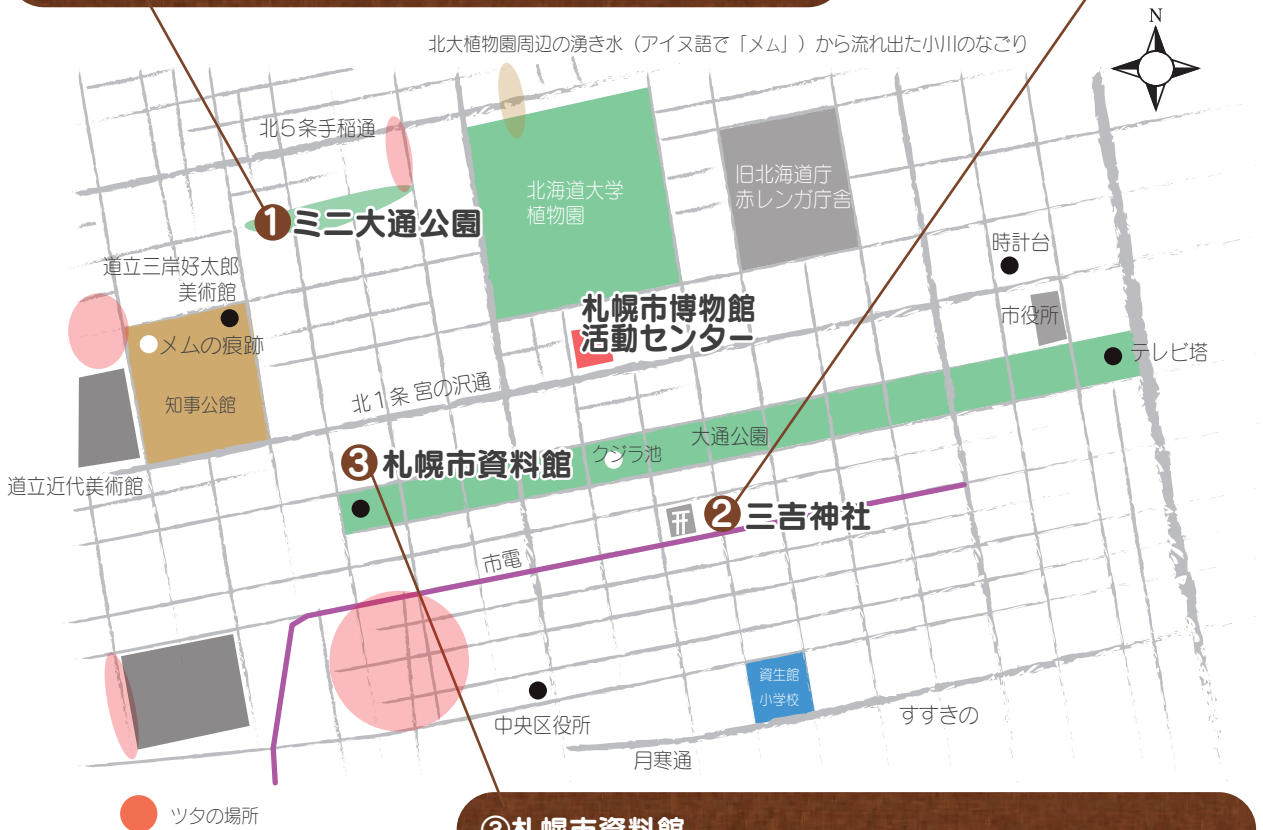 N
北大植物園周辺の湧き水（アイヌ語で「メム」）から流れ出た小川のなごり
北5条手稲通
北海道大学
植物園
旧北海道庁
赤レンガ庁舎
❶ミニ大通公園
時計台
道立三岸好太郎
美術館
札幌市博物館
活動センター
市役所
メムの痕跡
テレビ塔
知事公館
北1条 宮の沢通
大通公園
クジラ池
❸札幌市資料館
道立近代美術館
❷三吉神社
市電
資生館
小学校
すすきの
中央区役所
月寒通
ツタの場所
③札幌市資料館